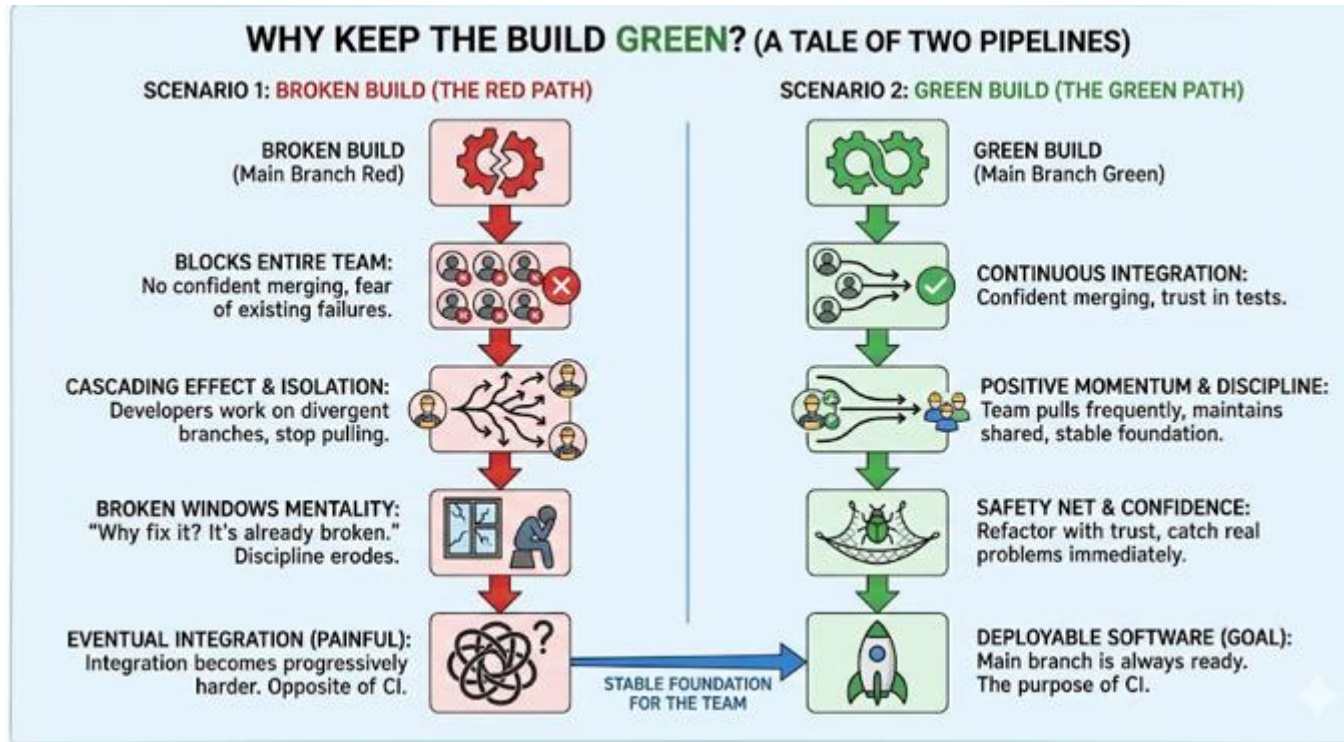 WHY KEEP THE BUILD GREEN? (A TALE OF TWO PIPELINES)
SCENARIO 1: BROKEN BUILD (THE RED PATH)
BROKEN BUILD
(Main Branch Red)
BLOCKS ENTIRE TEAM:
No confident merging, fear
of existing failures.
CASCADING EFFECT & ISOLATION:
Developers work on divergent
branches, stop pulling.
BROKEN WINDOWS MENTALITY:
"Why fix it? It's already broken."
Discipline erodes.
EVENTUAL INTEGRATION (PAINFUL):
Integration becomes progressively
harder. Opposite of CI.
?
STABLE FOUNDATION
FOR THE TEAM
SCENARIO 2: GREEN BUILD (THE GREEN PATH)
GREEN BUILD
(Main Branch Green)
CONTINUOUS INTEGRATION:
Confident merging, trust in tests.
POSITIVE MOMENTUM & DISCIPLINE:
Team pulls frequently, maintains
shared, stable foundation.
SAFETY NET & CONFIDENCE:
Refactor with trust, catch real
problems immediately.
DEPLOYABLE SOFTWARE (GOAL):
Main branch is always ready.
The purpose of CI.